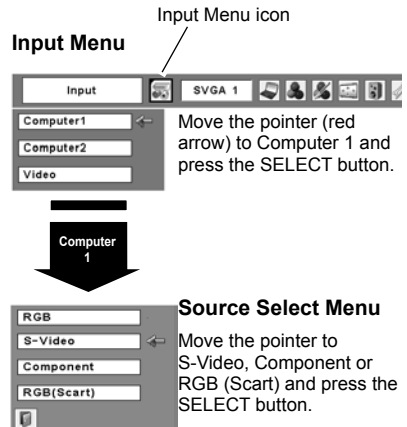 Input Menu icon
Input Menu
Input
SVGA 1
Computer1
Computer2
Video
Move the pointer (red
arrow) to Computer 1 and
press the SELECT button.
Computer
1
RGB
S-Video
Component
RGB(Scart)
Source Select Menu
Move the pointer to
S-Video, Component or
RGB (Scart) and press the
SELECT button.